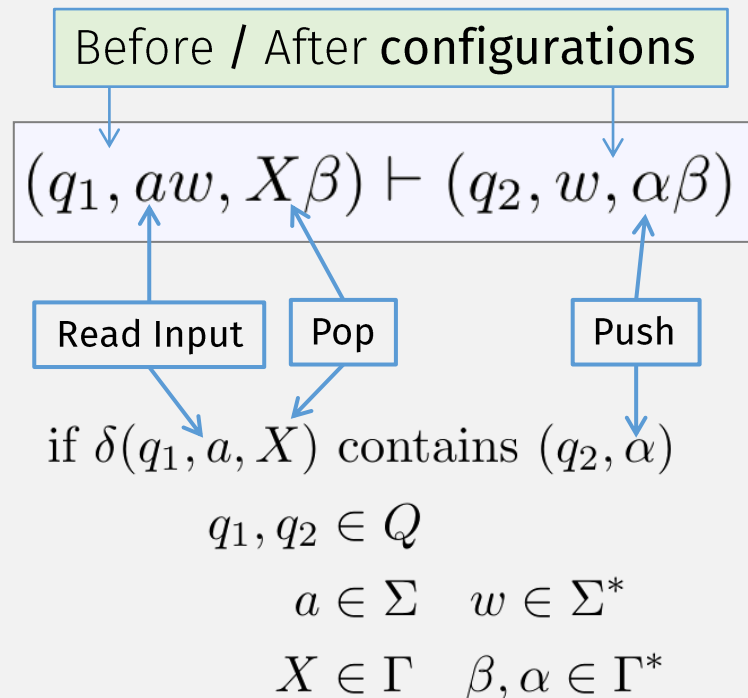 Before / After configurations
(q₁, aw, Xβ) ⊢ (q₂, w, αβ)
Read Input
Pop
Push
if δ(q₁, a, X) contains (q₂, α)
q₁, q₂ ∈ Q
a ∈ Σ w ∈ Σ*
X ∈ Γ β, α ∈ Γ*